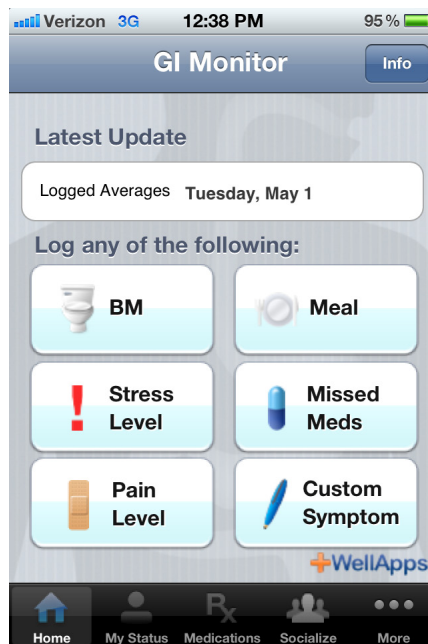 Verizon 3G 12:38 PM 95 %
GI Monitor
Info
Latest Update
Logged Averages Tuesday, May 1
Log any of the following:
BM
Meal
Stress
Level
Missed
Meds
Pain
Level
Custom
Symptom
WellApps
Rx
Home My Status Medications Socialize More